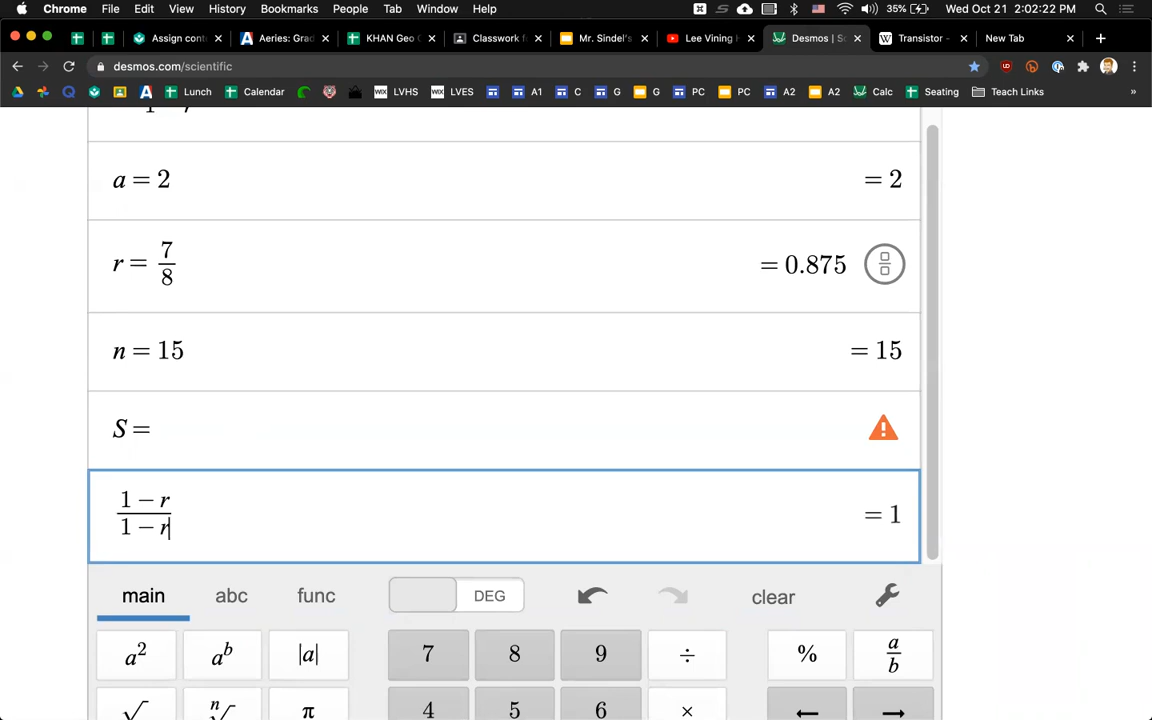 Chrome File Edit View History Bookmarks People Tab Window Help 35% Wed Oct 21 2:02:22 PM
Assign cont Aeries: Grad KHAN Geo C Classwork f Mr. Sindel's Lee Vining H Desmos | Sc Transistor - New Tab
desmos.com/scientific
Lunch Calendar LVHS LVES A1 C G G PC PC A2 A2 Calc Seating Teach Links
a = 2 = 2
r = 7/8 = 0.875
n = 15 = 15
S =
1 − r
1 − r
= 1
main abc func DEG clear
a² aᵇ |a| 7 8 9 ÷ % a/b
√ ⁿ√ π 4 5 6 × ← →